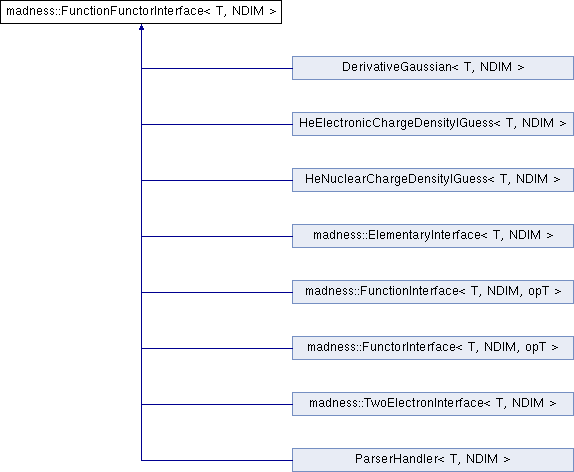 madness::FunctionFunctorInterface< T, NDIM >
DerivativeGaussian< T, NDIM >
HeElectronicChargeDensityIGuess< T, NDIM >
HeNuclearChargeDensityIGuess< T, NDIM >
madness::ElementaryInterface< T, NDIM >
madness::FunctionInterface< T, NDIM, opT >
madness::FunctorInterface< T, NDIM, opT >
madness::TwoElectronInterface< T, NDIM >
ParserHandler< T, NDIM >